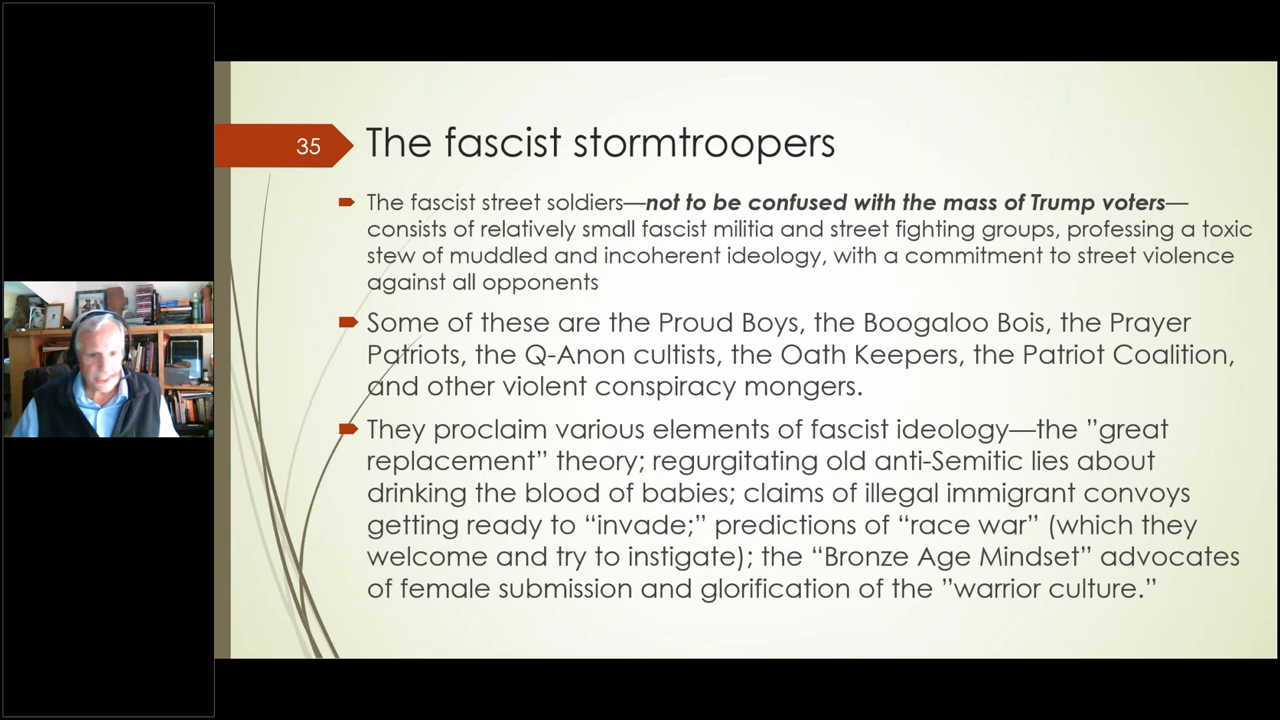 35
The fascist stormtroopers
The fascist street soldiers—not to be confused with the mass of Trump voters—
consists of relatively small fascist militia and street fighting groups, professing a toxic
stew of muddled and incoherent ideology, with a commitment to street violence
against all opponents
Some of these are the Proud Boys, the Boogaloo Bois, the Prayer
Patriots, the Q-Anon cultists, the Oath Keepers, the Patriot Coalition,
and other violent conspiracy mongers.
They proclaim various elements of fascist ideology—the ”great
replacement” theory; regurgitating old anti-Semitic lies about
drinking the blood of babies; claims of illegal immigrant convoys
getting ready to “invade;” predictions of “race war” (which they
welcome and try to instigate); the “Bronze Age Mindset” advocates
of female submission and glorification of the ”warrior culture.”